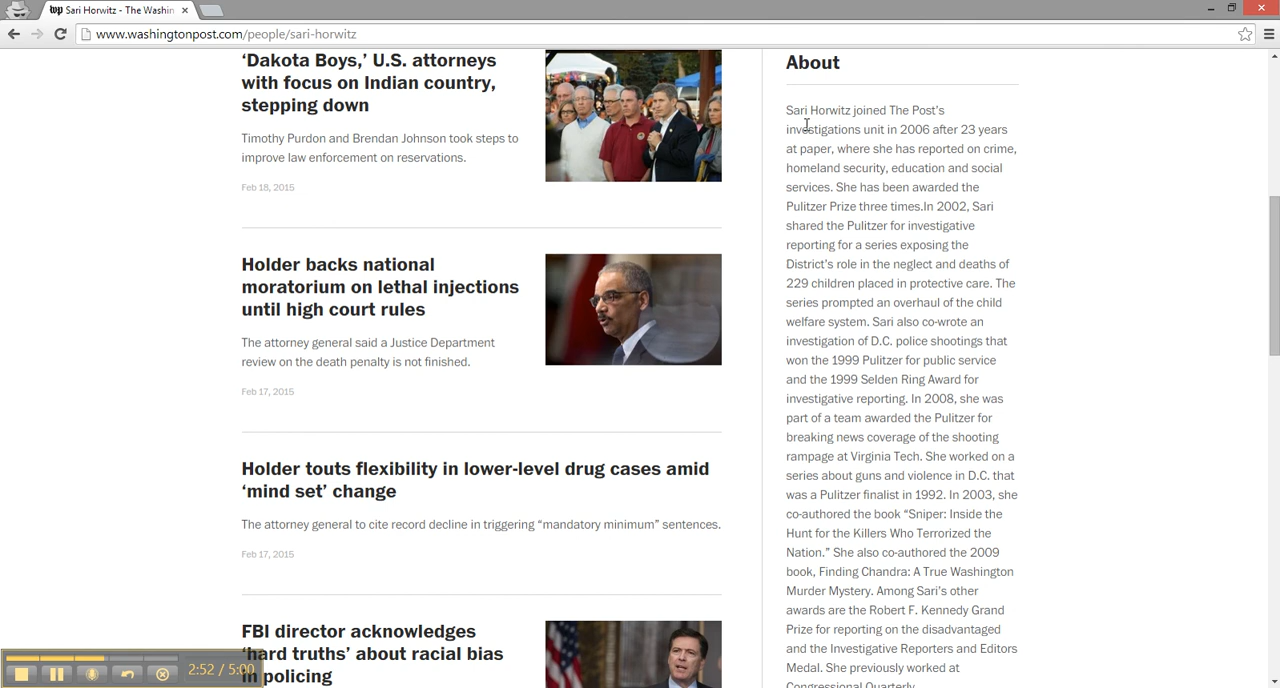 Sari Horwitz - The Washin
www.washingtonpost.com/people/sari-horwitz
‘Dakota Boys,’ U.S. attorneys
with focus on Indian country,
stepping down
Timothy Purdon and Brendan Johnson took steps to
improve law enforcement on reservations.
Feb 18, 2015
Holder backs national
moratorium on lethal injections
until high court rules
The attorney general said a Justice Department
review on the death penalty is not finished.
Feb 17, 2015
Holder touts flexibility in lower-level drug cases amid
‘mind set’ change
The attorney general to cite record decline in triggering “mandatory minimum” sentences.
Feb 17, 2015
FBI director acknowledges
‘hard truths’ about racial bias
in policing
About
Sari Horwitz joined The Post’s
investigations unit in 2006 after 23 years
at paper, where she has reported on crime,
homeland security, education and social
services. She has been awarded the
Pulitzer Prize three times.In 2002, Sari
shared the Pulitzer for investigative
reporting for a series exposing the
District’s role in the neglect and deaths of
229 children placed in protective care. The
series prompted an overhaul of the child
welfare system. Sari also co-wrote an
investigation of D.C. police shootings that
won the 1999 Pulitzer for public service
and the 1999 Selden Ring Award for
investigative reporting. In 2008, she was
part of a team awarded the Pulitzer for
breaking news coverage of the shooting
rampage at Virginia Tech. She worked on a
series about guns and violence in D.C. that
was a Pulitzer finalist in 1992. In 2003, she
co-authored the book “Sniper: Inside the
Hunt for the Killers Who Terrorized the
Nation.” She also co-authored the 2009
book, Finding Chandra: A True Washington
Murder Mystery. Among Sari’s other
awards are the Robert F. Kennedy Grand
Prize for reporting on the disadvantaged
and the Investigative Reporters and Editors
Medal. She previously worked at
Congressional Quarterly.
2:52 / 5:00